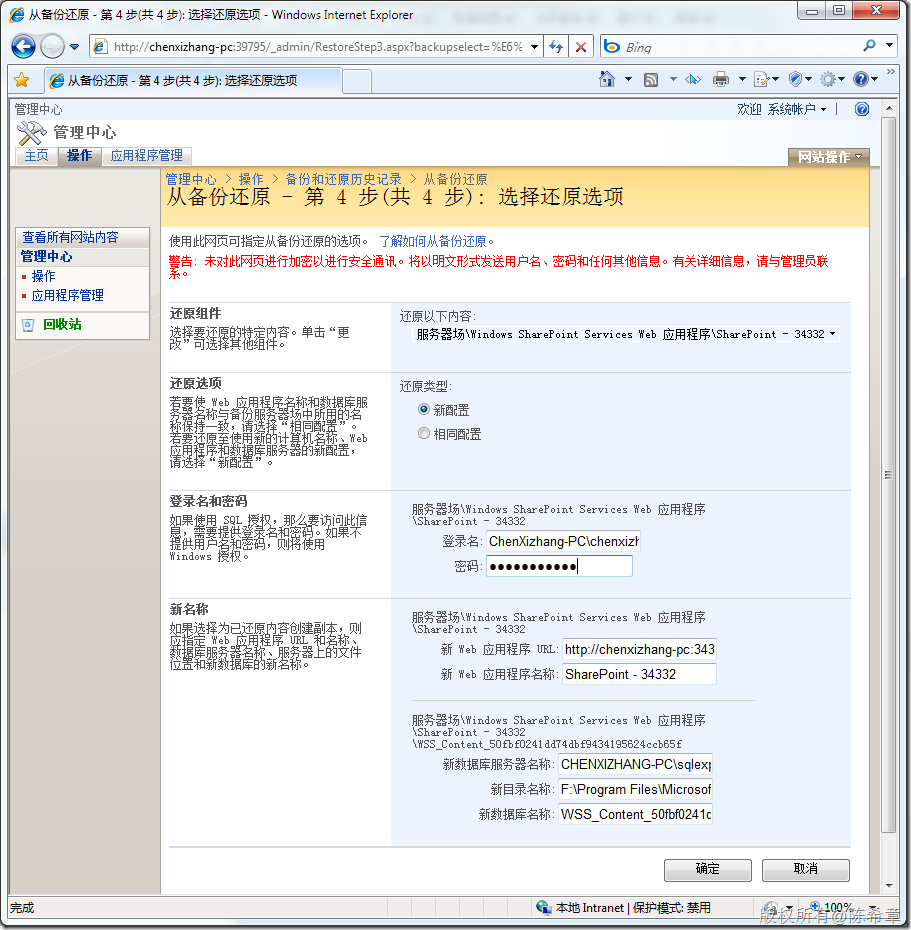 从备份还原 - 第 4 步(共 4 步): 选择还原选项 - Windows Internet Explorer
http://chenxizhang-pc:39795/_admin/RestoreStep3.aspx?backupselect=%E6%
Bing
从备份还原 - 第 4 步(共 4 步): 选择还原选项
管理中心
欢迎 系统帐户
管理中心
主页 操作 应用程序管理
网站操作
管理中心 > 操作 > 备份和还原历史记录 > 从备份还原
从备份还原 - 第 4 步(共 4 步): 选择还原选项
查看所有网站内容
管理中心
操作
应用程序管理
回收站
使用此网页可指定从备份还原的选项。 了解如何从备份还原。
警告: 未对此网页进行加密以进行安全通讯。将以明文形式发送用户名、密码和任何其他信息。有关详细信息，请与管理员联
系。
还原组件
选择要还原的特定内容。单击“更
改”可选择其他组件。
还原以下内容:
服务器场\Windows SharePoint Services Web 应用程序\SharePoint - 34332
还原选项
若要使 Web 应用程序名称和数据库服
务器名称与备份服务器场中所用的名
称保持一致，请选择“相同配置”。
若要还原至使用新的计算机名称、Web
应用程序和数据库服务器的新配置，
请选择“新配置”。
还原类型:
新配置
相同配置
登录名和密码
如果使用 SQL 授权，那么要访问此信
息，需要提供登录名和密码。如果不
提供用户名和密码，则将使用
Windows 授权。
服务器场\Windows SharePoint Services Web 应用程序
\SharePoint - 34332
登录名: ChenXizhang-PC\chenxizh
密码: ●●●●●●●●●●●
新名称
如果选择为已还原内容创建副本，则
应指定 Web 应用程序 URL 和名称、
数据库服务器名称、服务器上的文件
位置和新数据库的新名称。
服务器场\Windows SharePoint Services Web 应用程序
\SharePoint - 34332
新 Web 应用程序 URL: http://chenxizhang-pc:343
新 Web 应用程序名称: SharePoint - 34332
服务器场\Windows SharePoint Services Web 应用程序
\SharePoint - 34332
\WSS_Content_50fbf0241dd74dbf9434195624ccb65f
新数据库服务器名称: CHENXIZHANG-PC\sqlexp
新目录名称: F:\Program Files\Microsof
新数据库名称: WSS_Content_50fbf0241d
确定 取消
完成
本地 Intranet | 保护模式: 禁用
100%
版权所有@陈希章